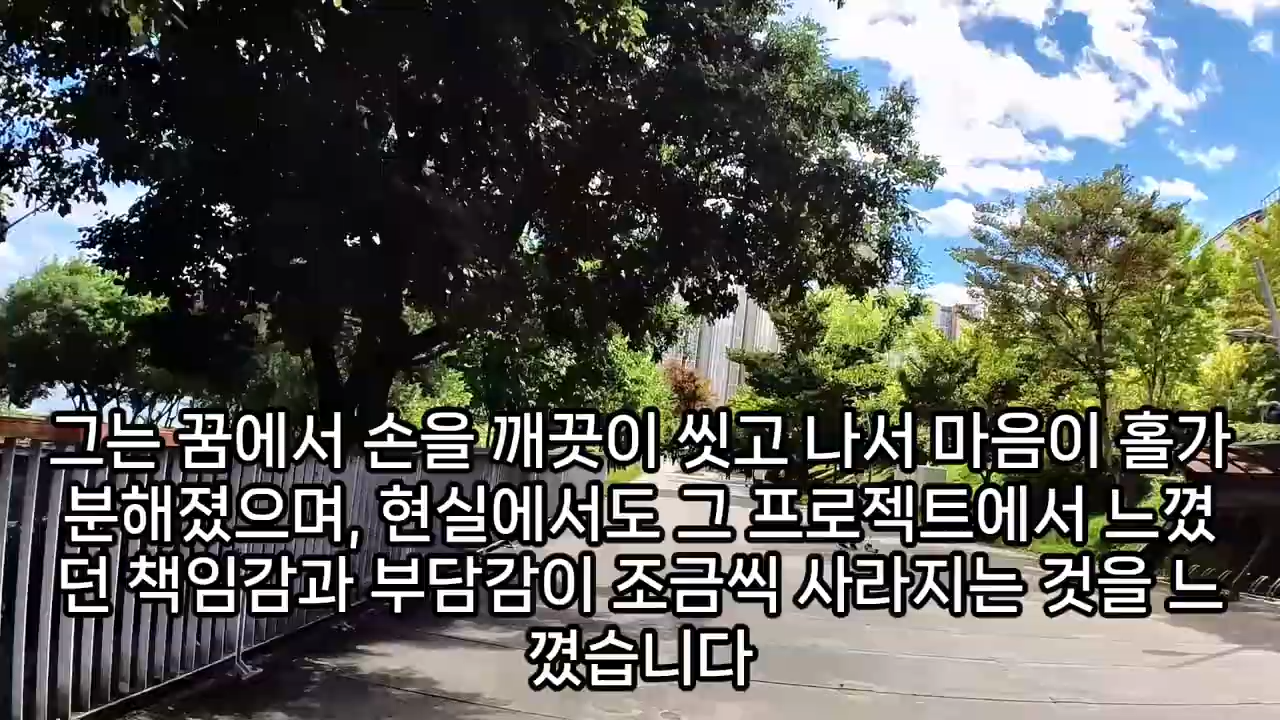 그는 꿈에서 손을 깨끗이 씻고 나서 마음이 홀가
분해졌으며, 현실에서도 그 프로젝트에서 느꼈
던 책임감과 부담감이 조금씩 사라지는 것을 느
꼈습니다